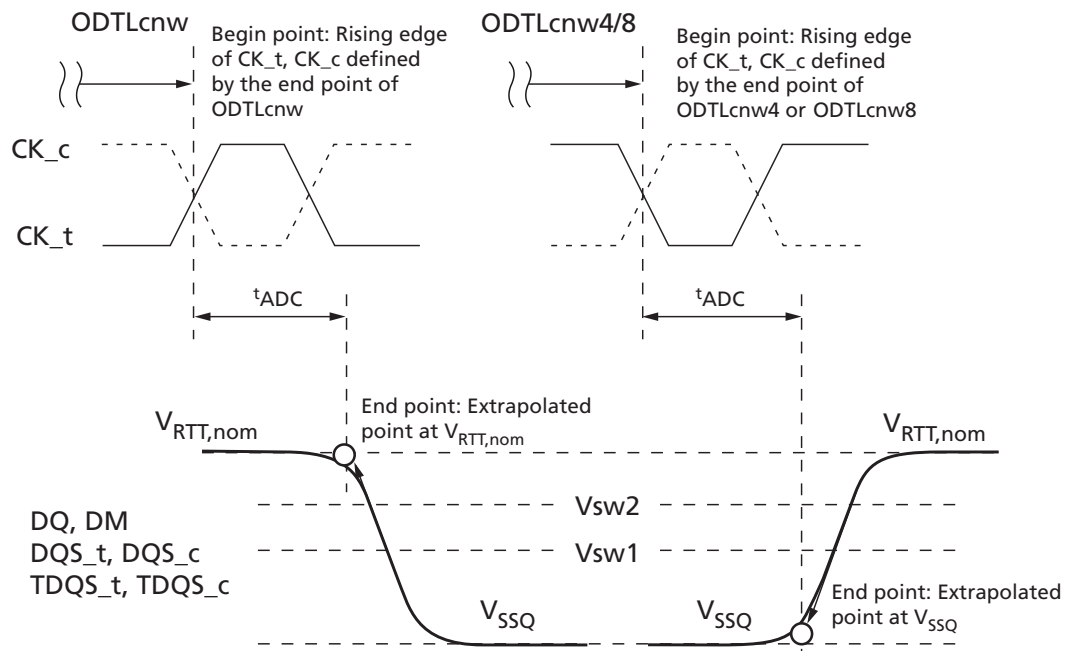 ODTLcnw
Begin point: Rising edge
of CK_t, CK_c defined
by the end point of
ODTLcnw
ODTLcnw4/8
Begin point: Rising edge
of CK_t, CK_c defined
by the end point of
ODTLcnw4 or ODTLcnw8
CK_c
CK_t
tADC
tADC
VRTT,nom
End point: Extrapolated
point at VRTT,nom
VRTT,nom
Vsw2
Vsw1
DQ, DM
DQS_t, DQS_c
TDQS_t, TDQS_c
VSSQ
VSSQ
End point: Extrapolated
point at VSSQ